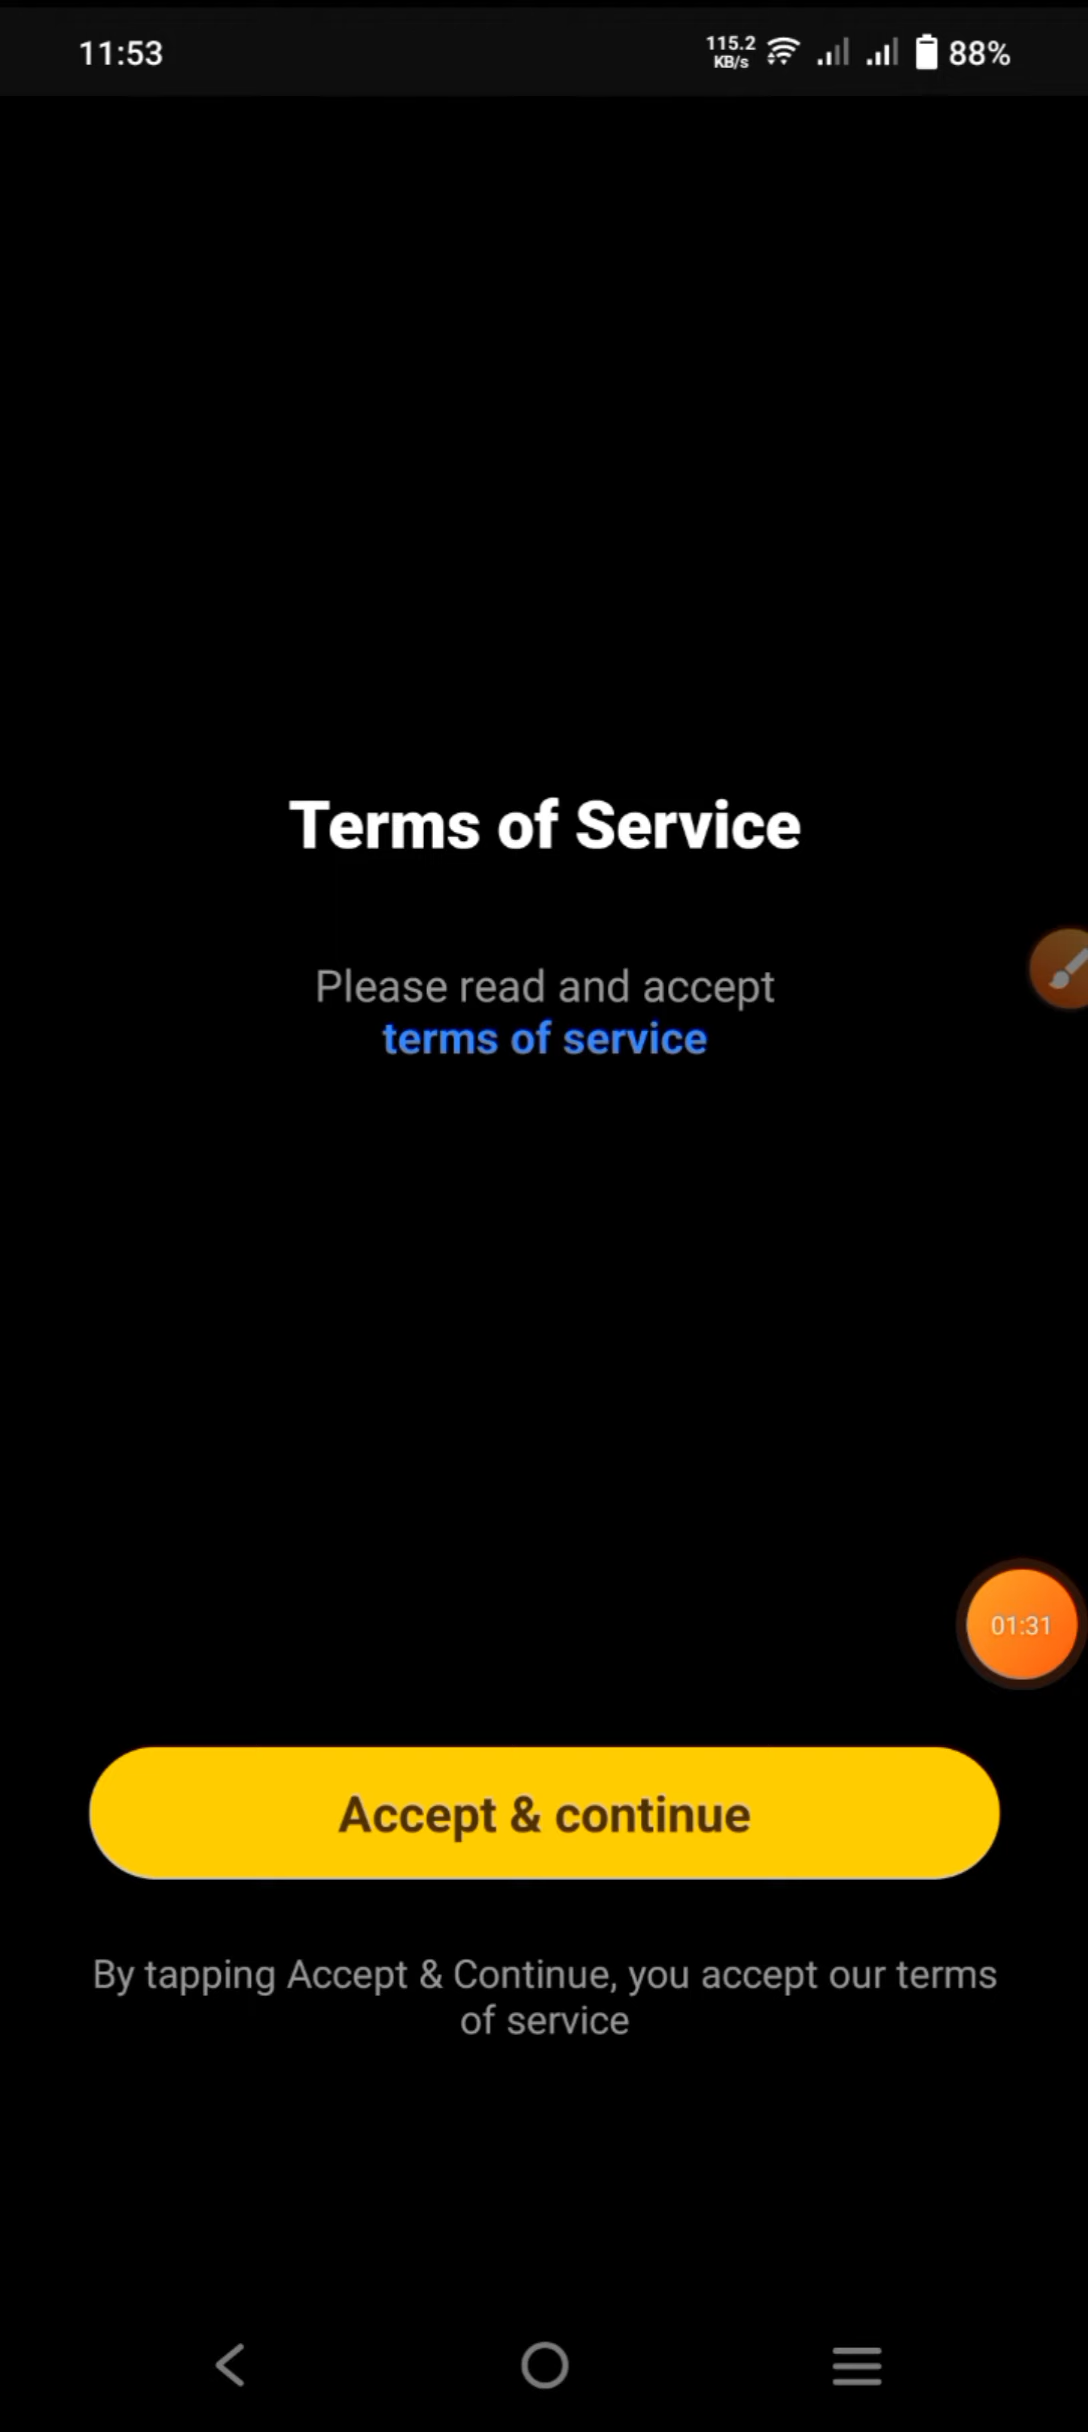 11:53
115.2
KB/s
88%
Terms of Service
Please read and accept
terms of service
01:31
Accept & continue
By tapping Accept & Continue, you accept our terms
of service